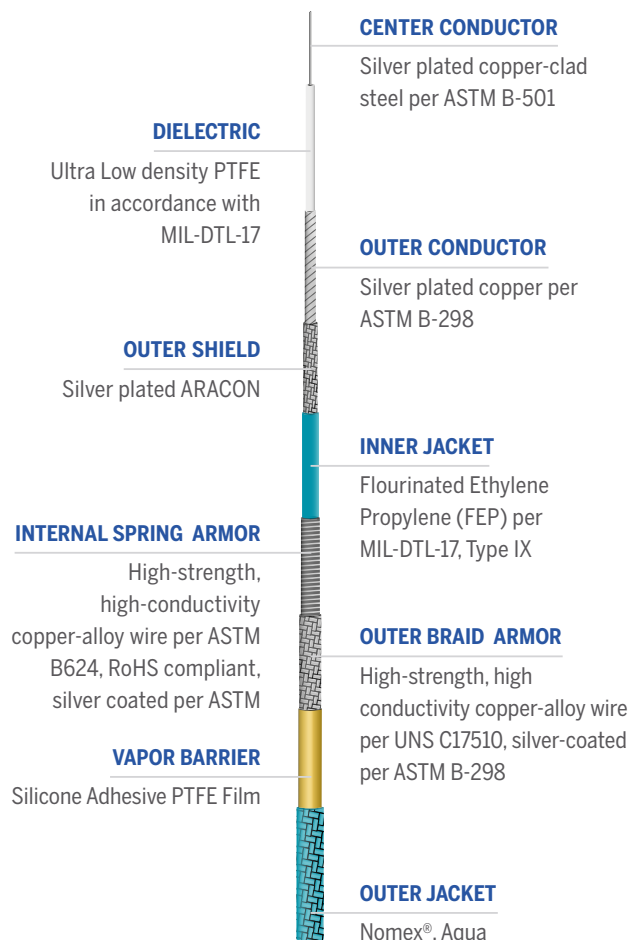 CENTER CONDUCTOR
Silver plated copper-clad
steel per ASTM B-501
DIELECTRIC
Ultra Low density PTFE
in accordance with
MIL-DTL-17
OUTER CONDUCTOR
Silver plated copper per
ASTM B-298
OUTER SHIELD
Silver plated ARACON
INNER JACKET
Flourinated Ethylene
Propylene (FEP) per
MIL-DTL-17, Type IX
INTERNAL SPRING ARMOR
High-strength,
high-conductivity
copper-alloy wire per ASTM
B624, RoHS compliant,
silver coated per ASTM
OUTER BRAID ARMOR
High-strength, high
conductivity copper-alloy wire
per UNS C17510, silver-coated
per ASTM B-298
VAPOR BARRIER
Silicone Adhesive PTFE Film
OUTER JACKET
Nomex®, Aqua